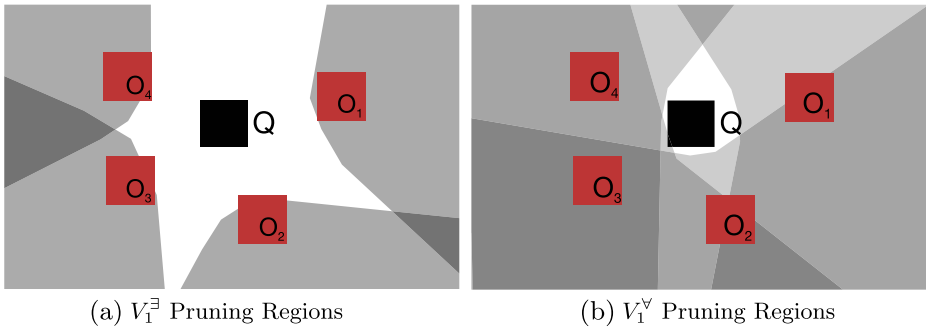 O₄ Q O₁ O₄ Q O₁
O₃ O₂ O₃ O₂
(a) V₁^∃ Pruning Regions (b) V₁^∀ Pruning Regions